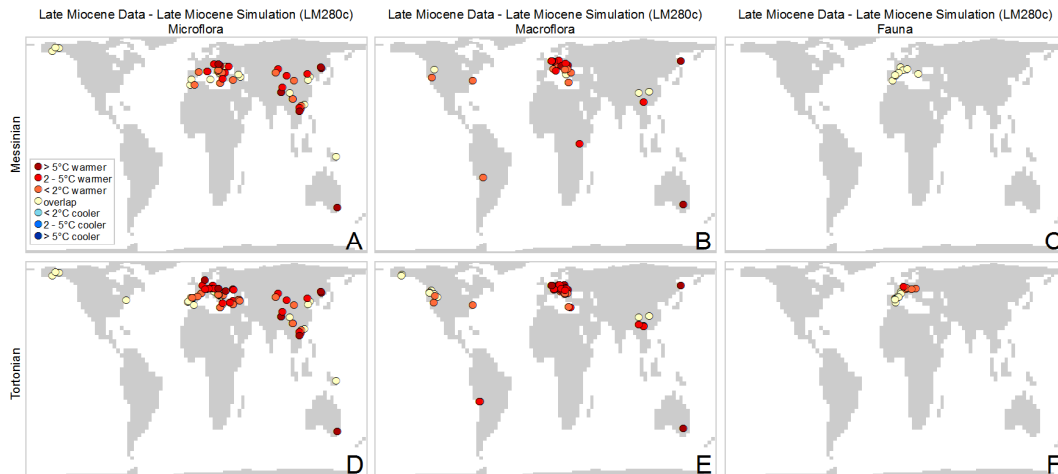 Late Miocene Data - Late Miocene Simulation (LM280c)
Microflora
Late Miocene Data - Late Miocene Simulation (LM280c)
Macroflora
Late Miocene Data - Late Miocene Simulation (LM280c)
Fauna
Messinian
> 5°C warmer
2 - 5°C warmer
< 2°C warmer
overlap
< 2°C cooler
2 - 5°C cooler
> 5°C cooler
A
B
C
Tortonian
D
E
F